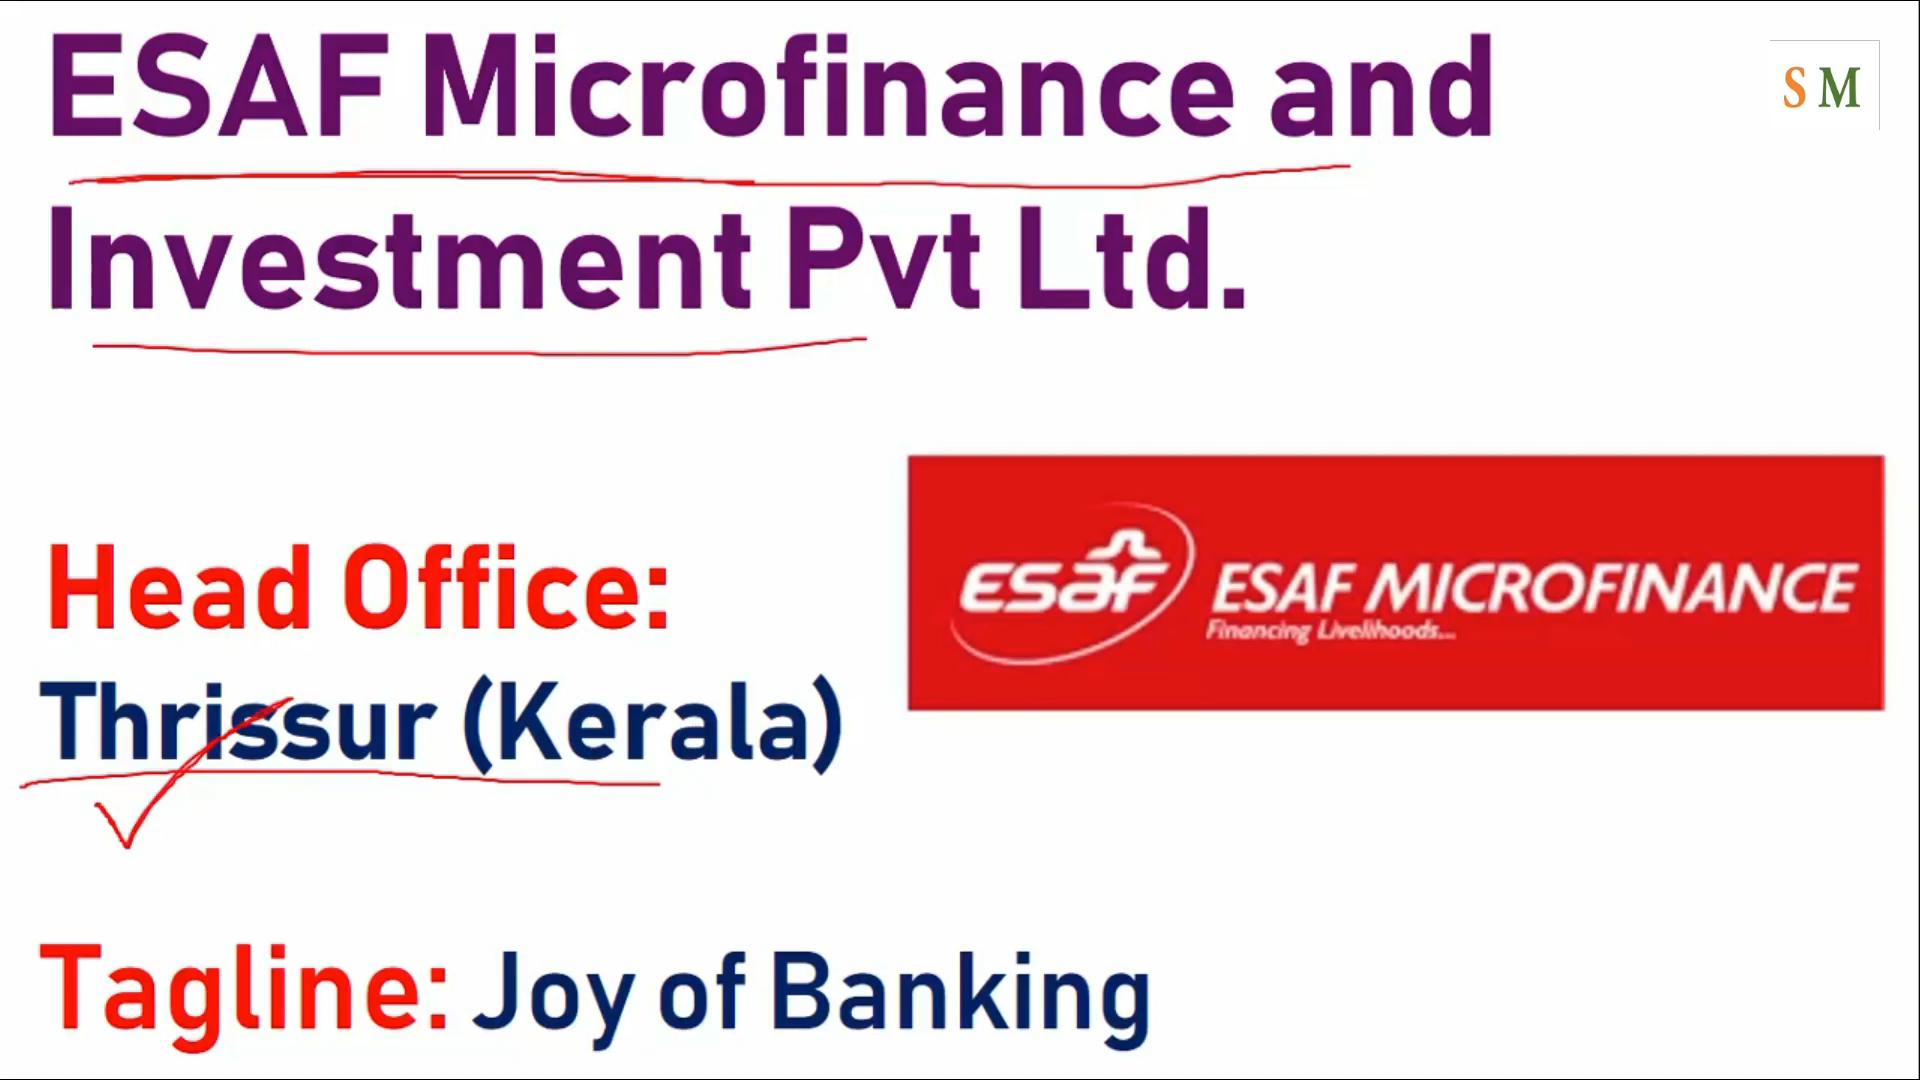 ESAF Microfinance and
SM
Investment Pvt Ltd.
Head Office:
esaf ESAF MICROFINANCE
Financing Livelihoods...
Thrissur (Kerala)
Tagline: Joy of Banking